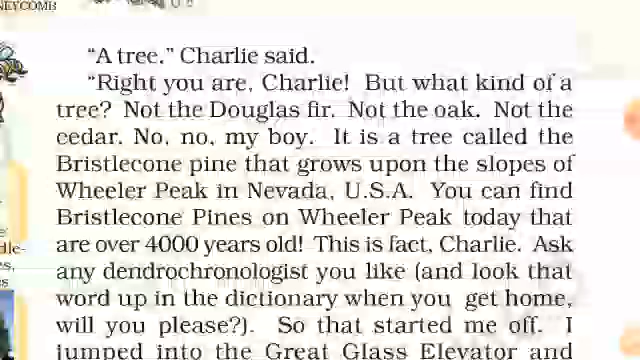 NEYCOMB
"A tree," Charlie said.
"Right you are, Charlie! But what kind of a
tree? Not the Douglas fir. Not the oak. Not the
cedar. No, no, my boy. It is a tree called the
Bristlecone pine that grows upon the slopes of
Wheeler Peak in Nevada, U.S.A. You can find
Bristlecone Pines on Wheeler Peak today that
are over 4000 years old! This is fact, Charlie. Ask
any dendrochronologist you like (and look that
word up in the dictionary when you get home,
will you please?). So that started me off. I
jumped into the Great Glass Elevator and